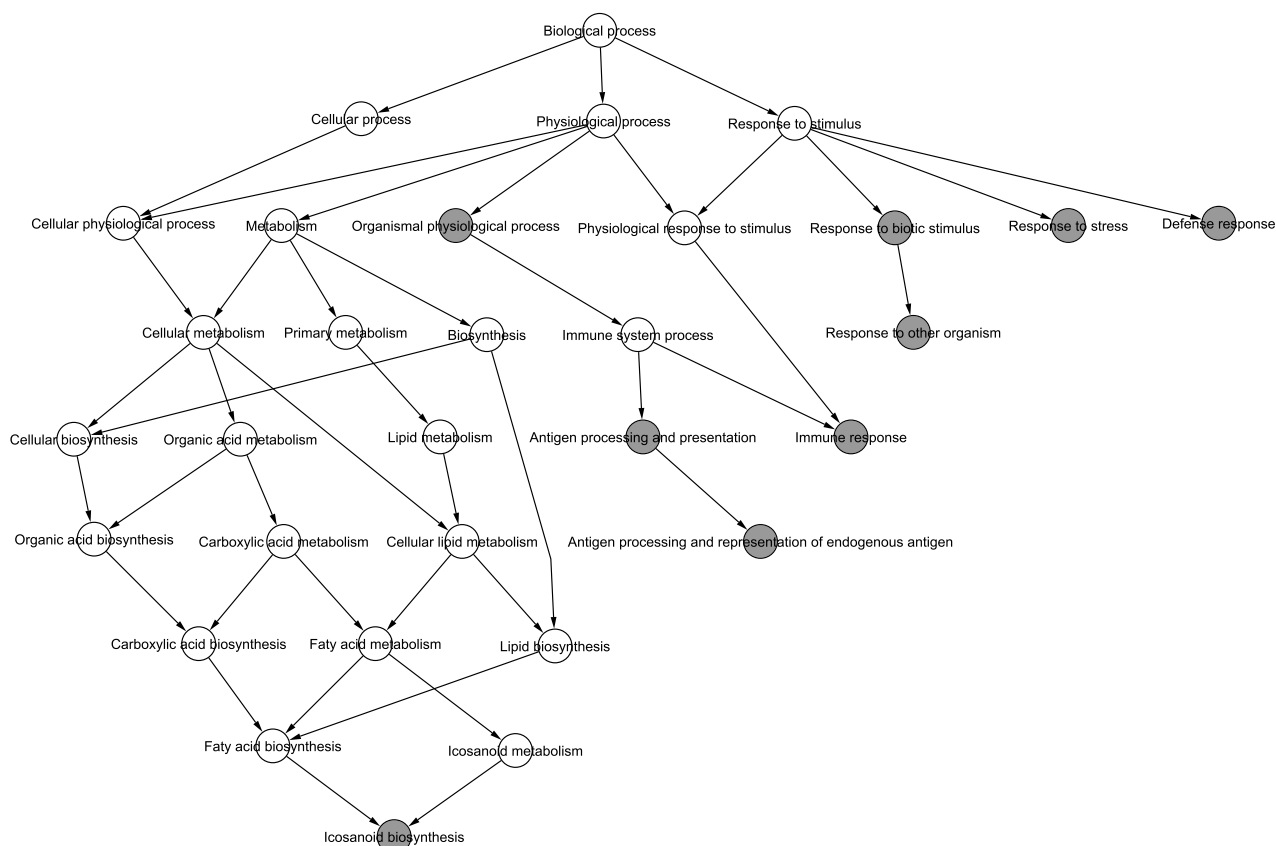 Biological process
Cellular process
Physiological process
Response to stimulus
Cellular physiological process
Metabolism
Organismal physiological process
Physiological response to stimulus
Response to biotic stimulus
Response to stress
Defense response
Cellular metabolism
Primary metabolism
Biosynthesis
Immune system process
Response to other organism
Cellular biosynthesis
Organic acid metabolism
Lipid metabolism
Antigen processing and presentation
Immune response
Organic acid biosynthesis
Carboxylic acid metabolism
Cellular lipid metabolism
Antigen processing and representation of endogenous antigen
Carboxylic acid biosynthesis
Faty acid metabolism
Lipid biosynthesis
Faty acid biosynthesis
Icosanoid metabolism
Icosanoid biosynthesis